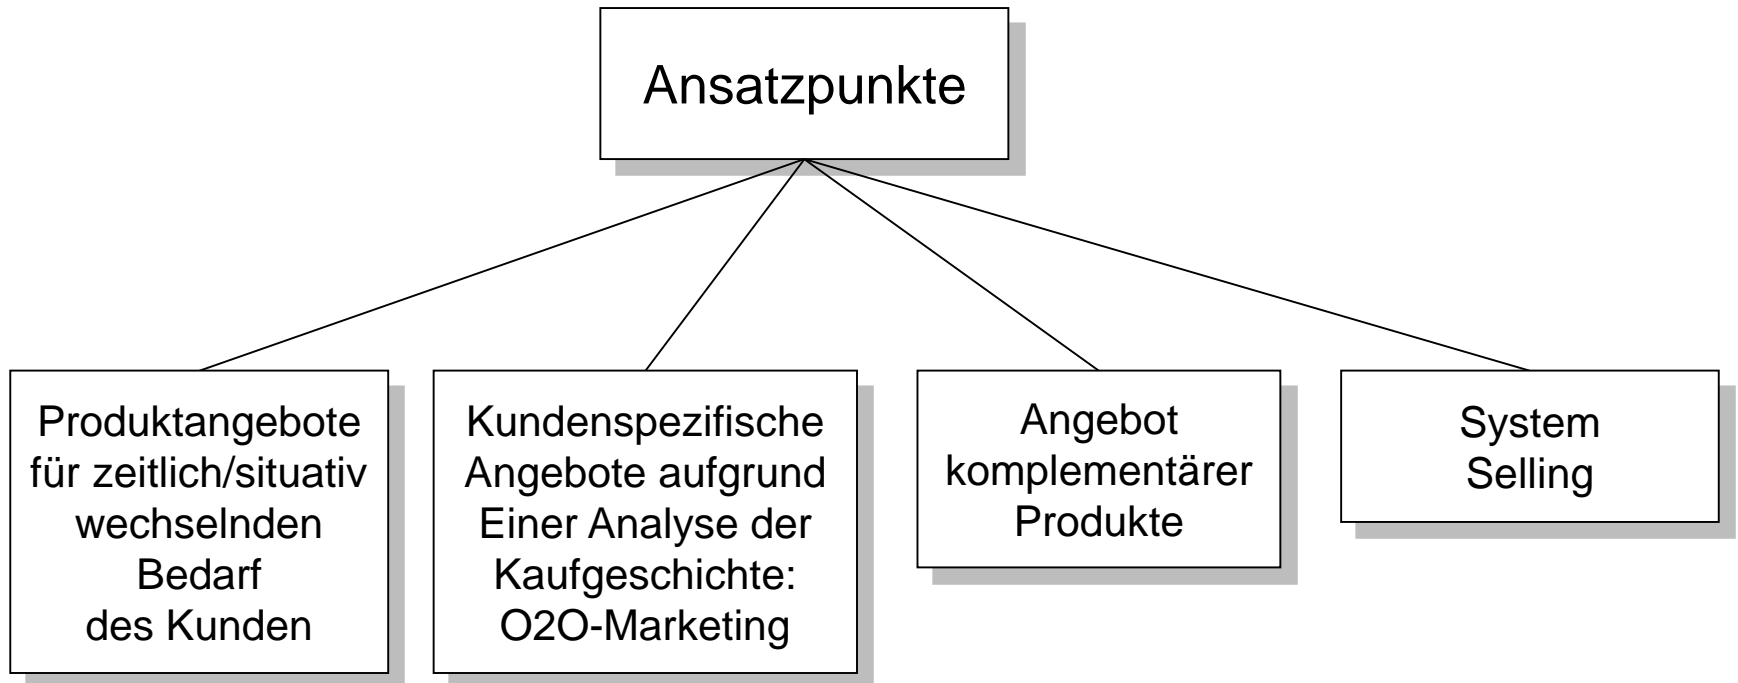 Ansatzpunkte
Produktangebote
für zeitlich/situativ
wechselnden
Bedarf
des Kunden
Kundenspezifische
Angebote aufgrund
Einer Analyse der
Kaufgeschichte:
O2O-Marketing
Angebot
komplementärer
Produkte
System
Selling